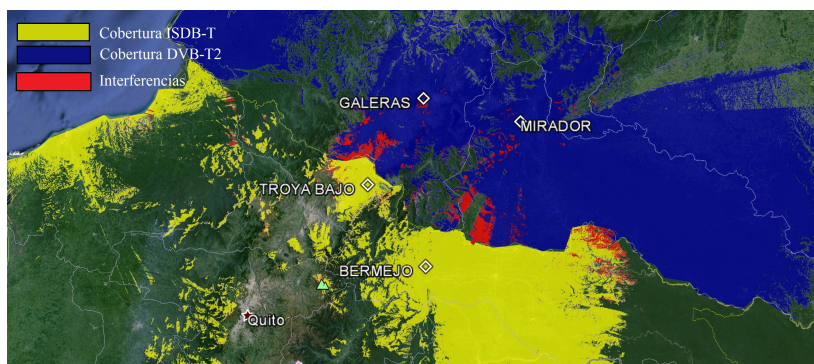 Cobertura ISDB-T
Cobertura DVB-T2
Interferencias
GALERAS
MIRADOR
TROYA BAJO
BERMEJO
Quito